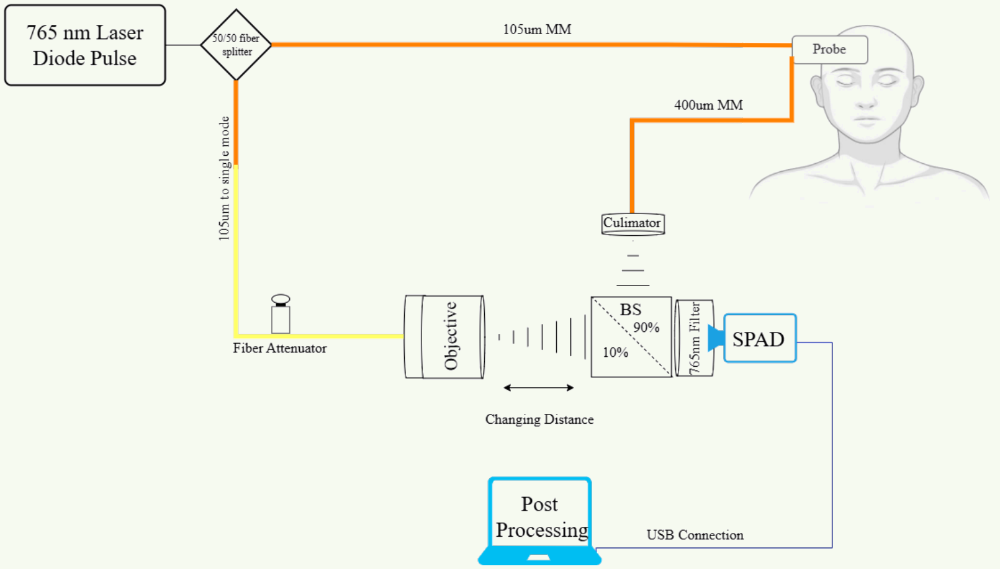 765 nm Laser
Diode Pulse
50/50 fiber
splitter
105um MM
Probe
400um MM
105um to single mode
Culimator
Fiber Attenuator
Objective
BS
90%
10%
765nm Filter
SPAD
Changing Distance
Post
Processing
USB Connection